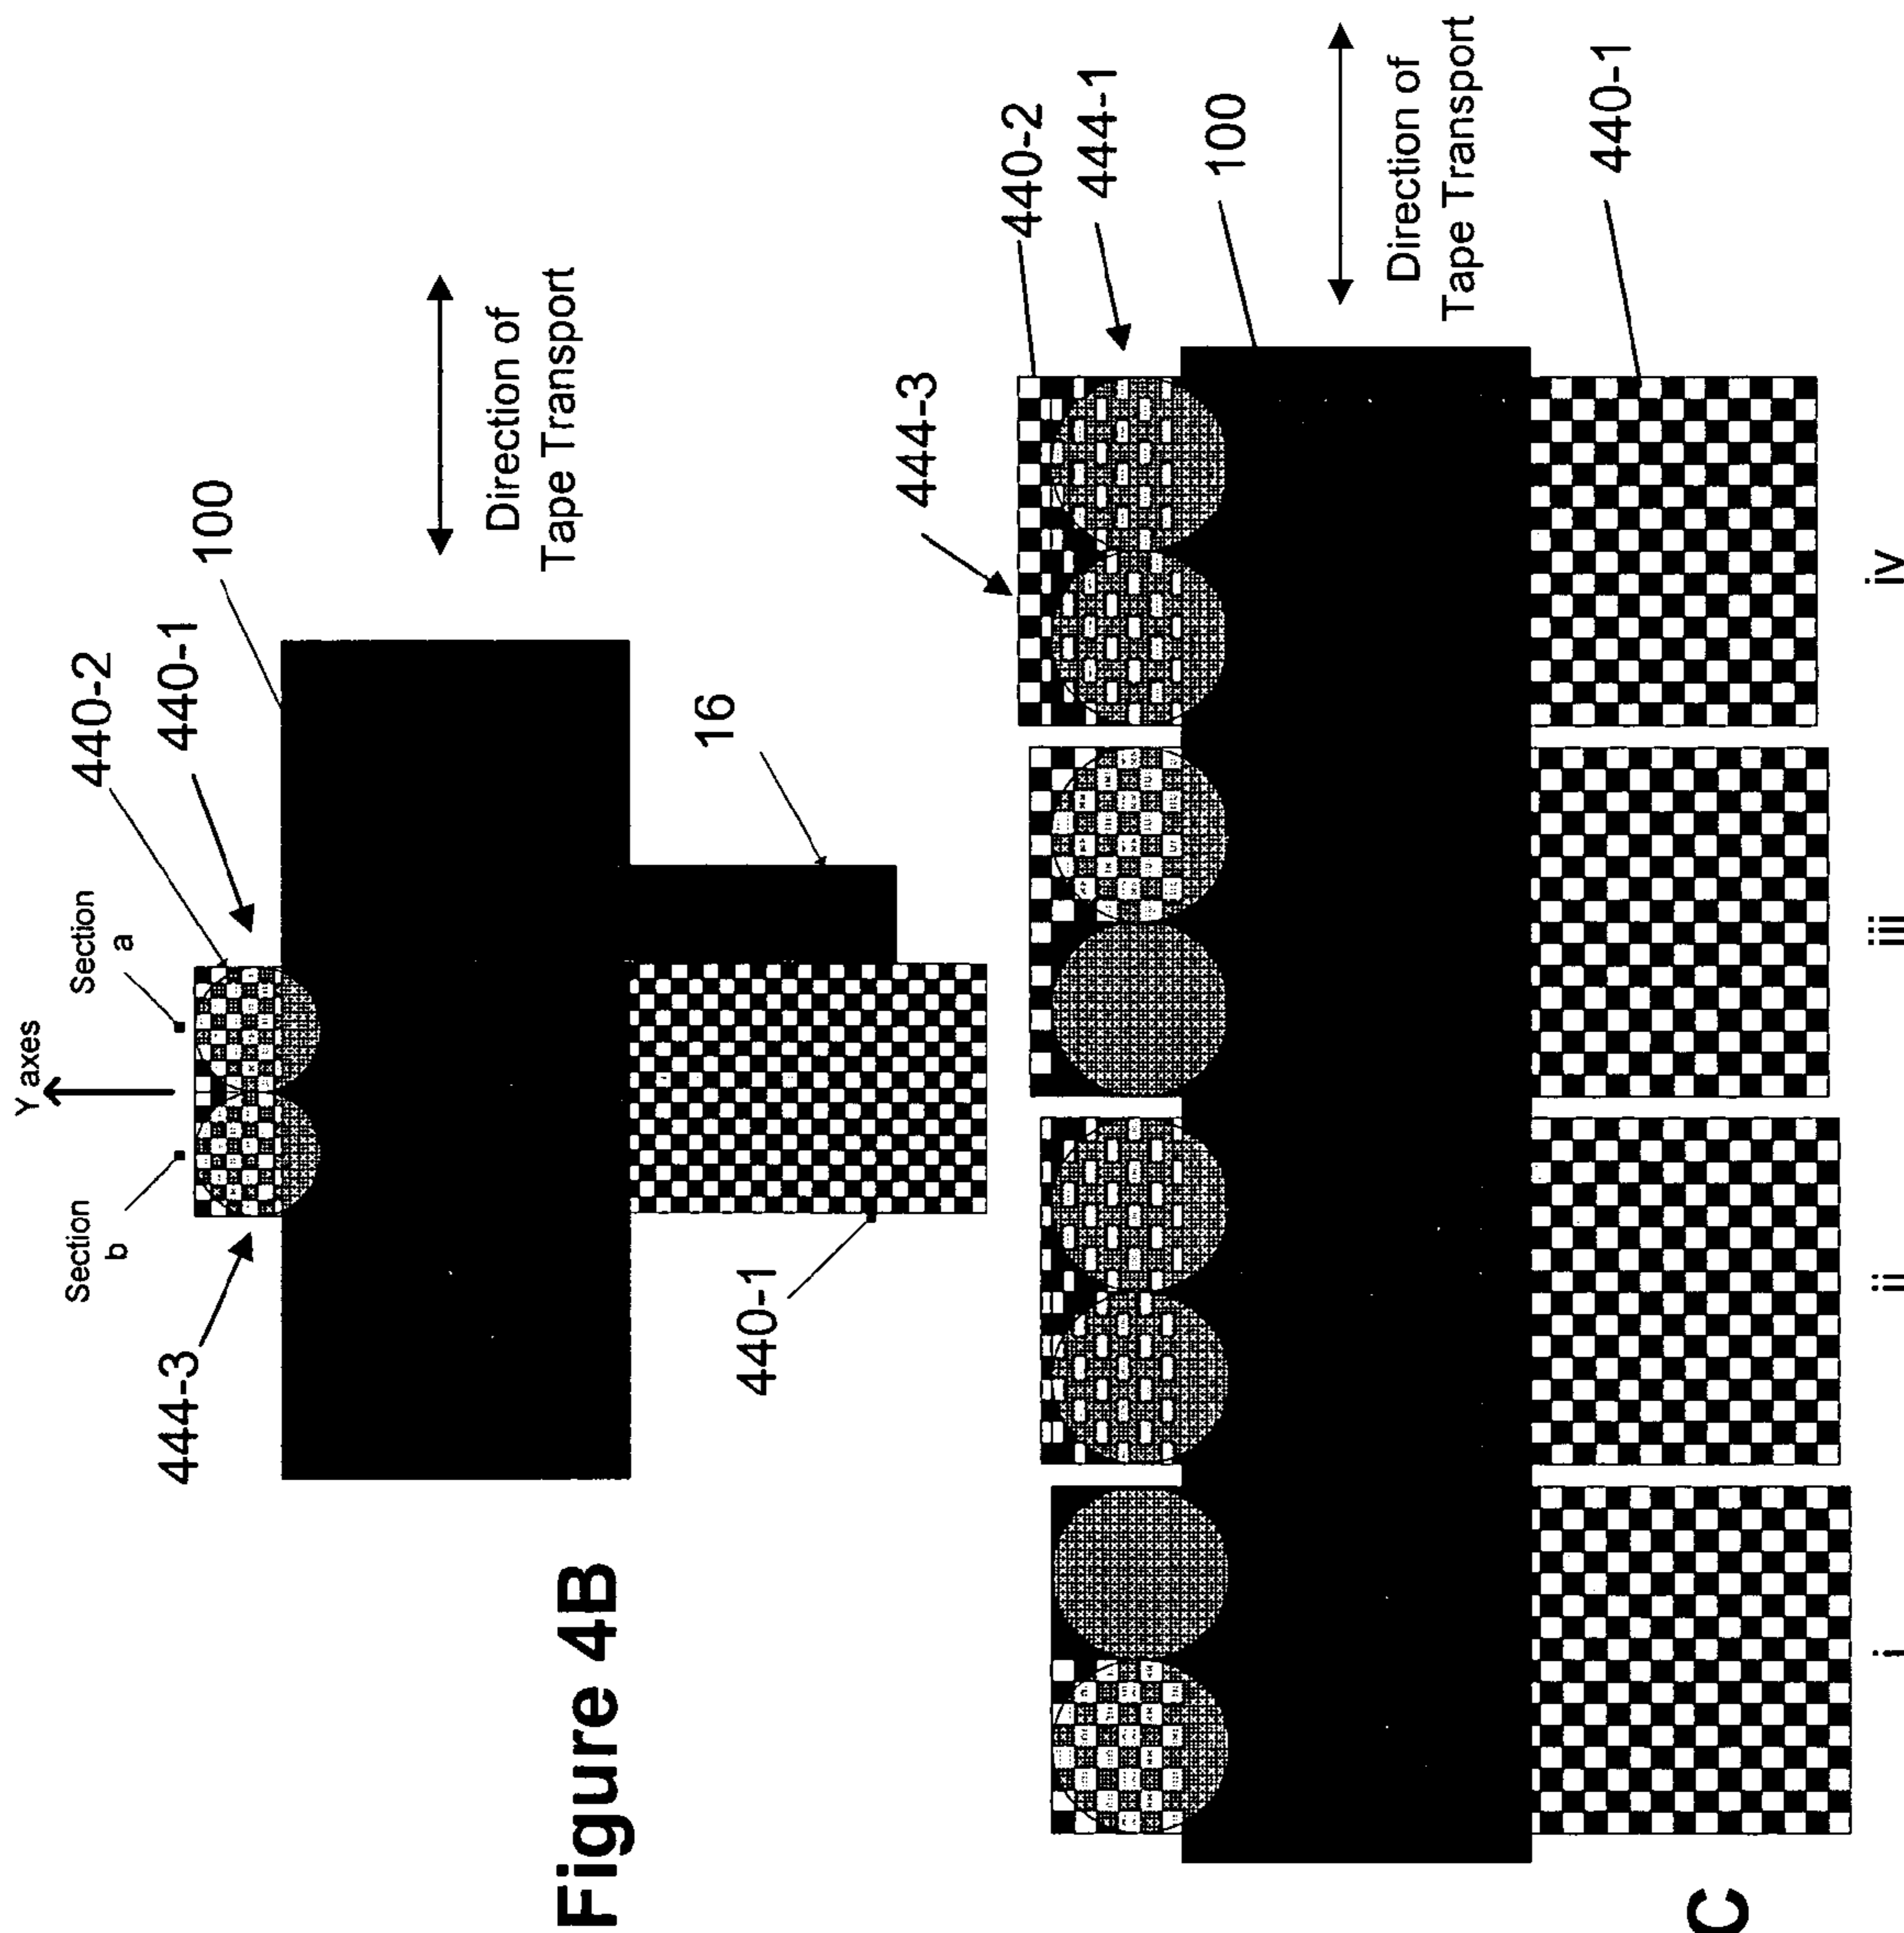 Y axes
Section
b
Section
a
440-2
440-1
444-3
100
Direction of
Tape Transport
16
440-1
Figure 4B
444-3
440-2
444-1
100
Direction of
Tape Transport
440-1
i
ii
iii
iv
C